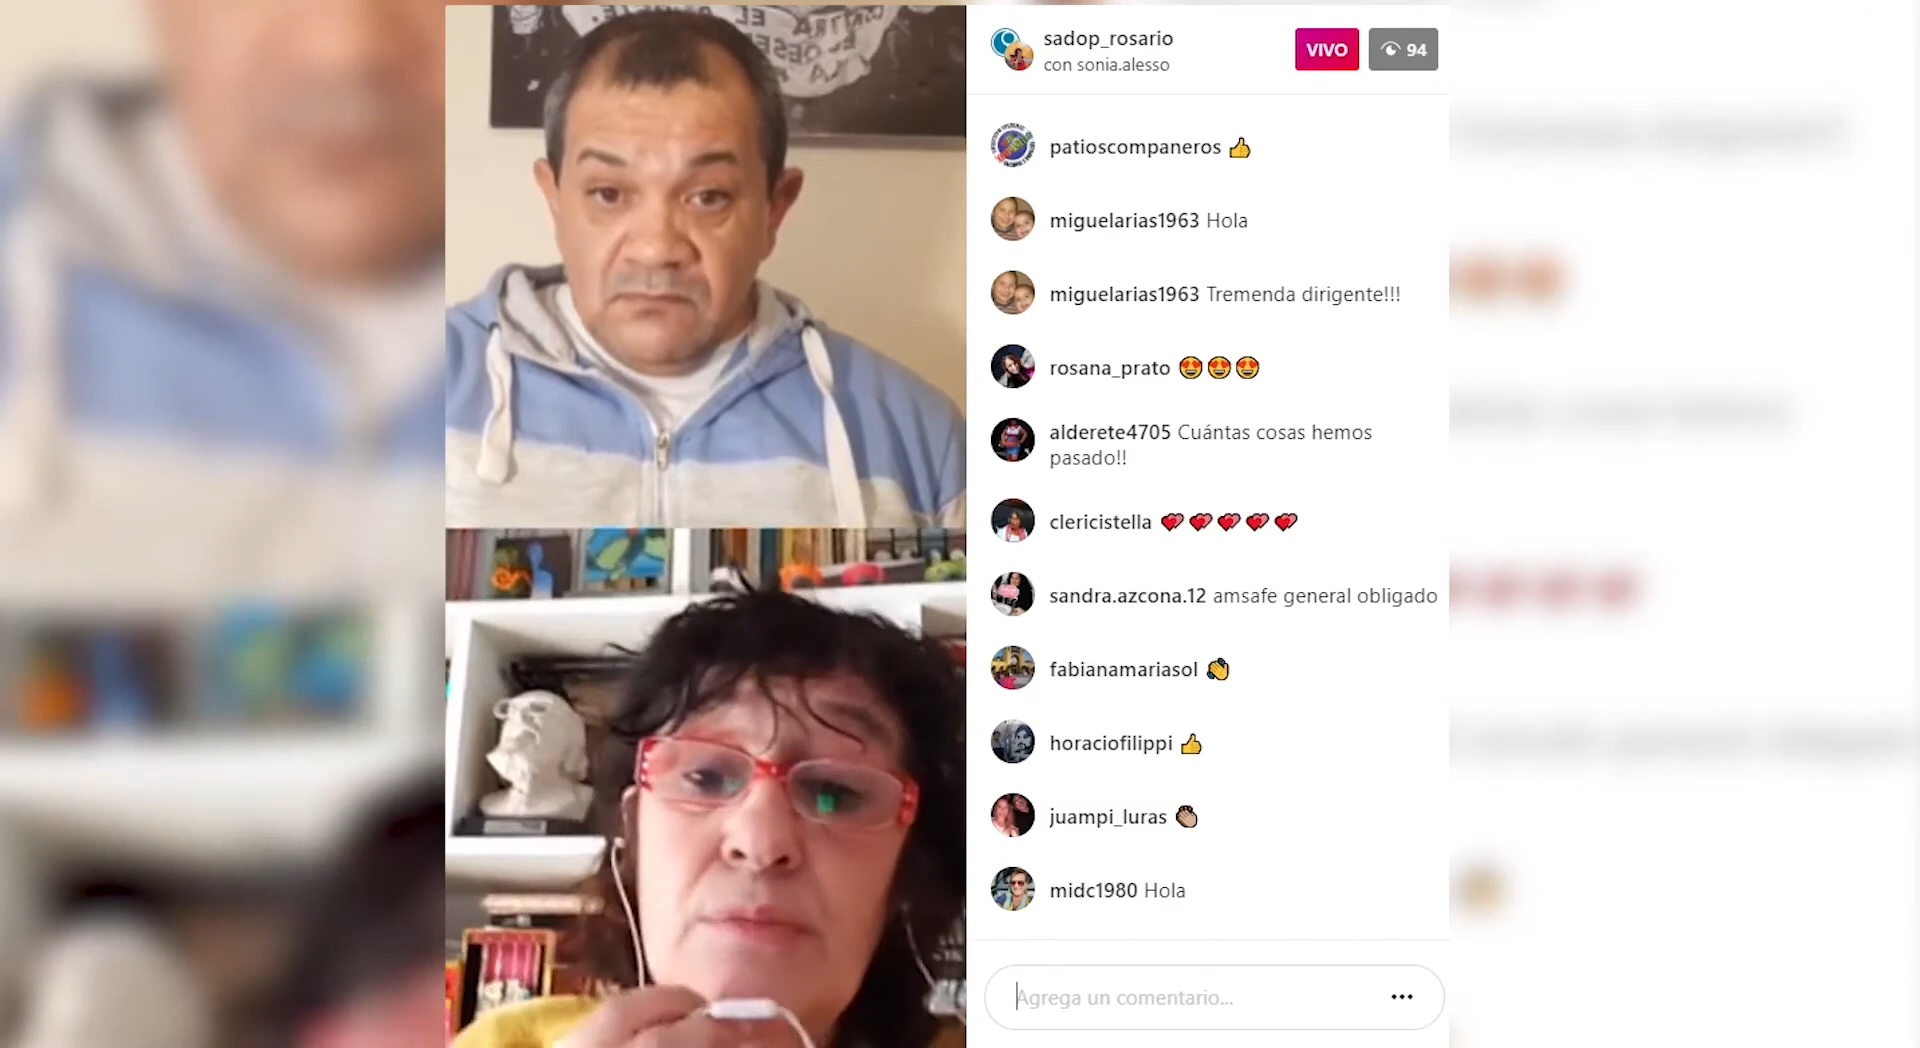 sadop_rosario
con sonia.alesso
VIVO
94
patioscompaneros 👍
miguelarias1963 Hola
miguelarias1963 Tremenda dirigente!!!
rosana_prato 😍😍😍
alderete4705 Cuántas cosas hemos
pasado!!
clericistella 💕💕💕💕💕
sandra.azcona.12 amsafe general obligado
fabianamariasol 👏
horaciofilippi 👍
juampi_luras 👏🏽
midc1980 Hola
Agrega un comentario...